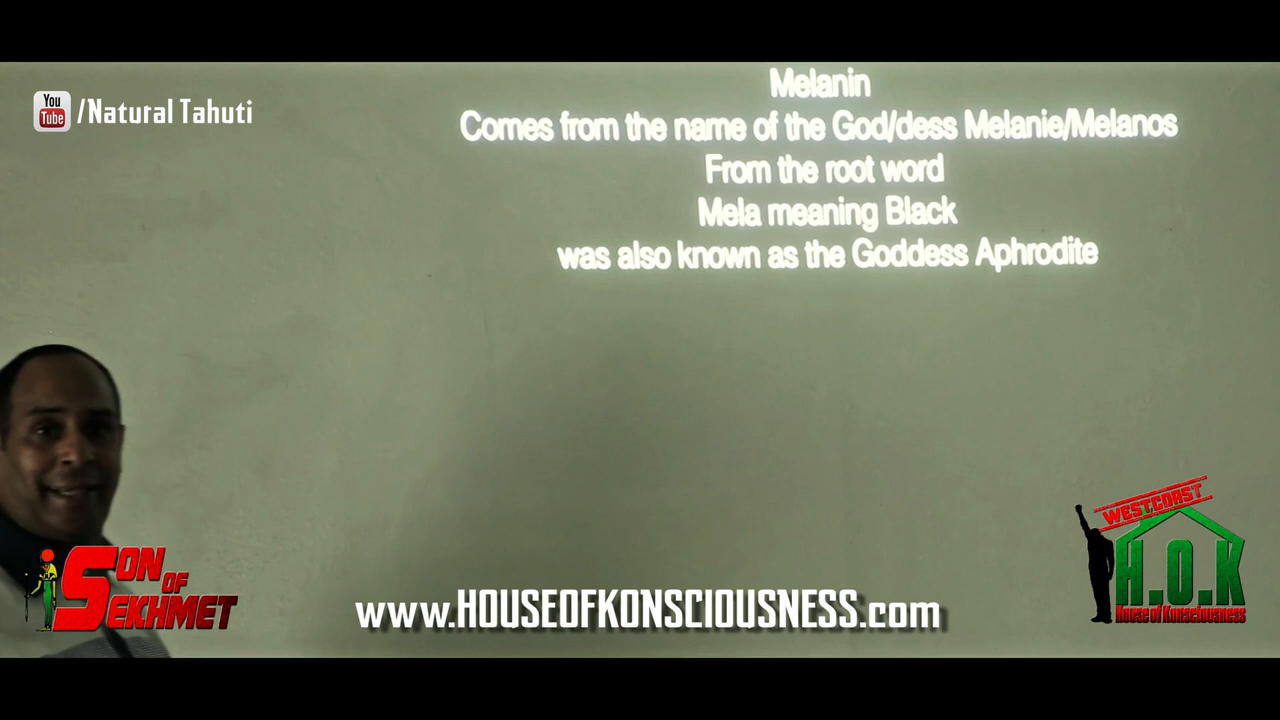 You
Tube
/Natural Tahuti
Melanin
Comes from the name of the God/dess Melanie/Melanos
From the root word
Mela meaning Black
was also known as the Goddess Aphrodite
WESTCOAST
H.O.K
House of Konsciousness
SON
OF
SEKHMET
www.HOUSEOFKONSCIOUSNESS.com